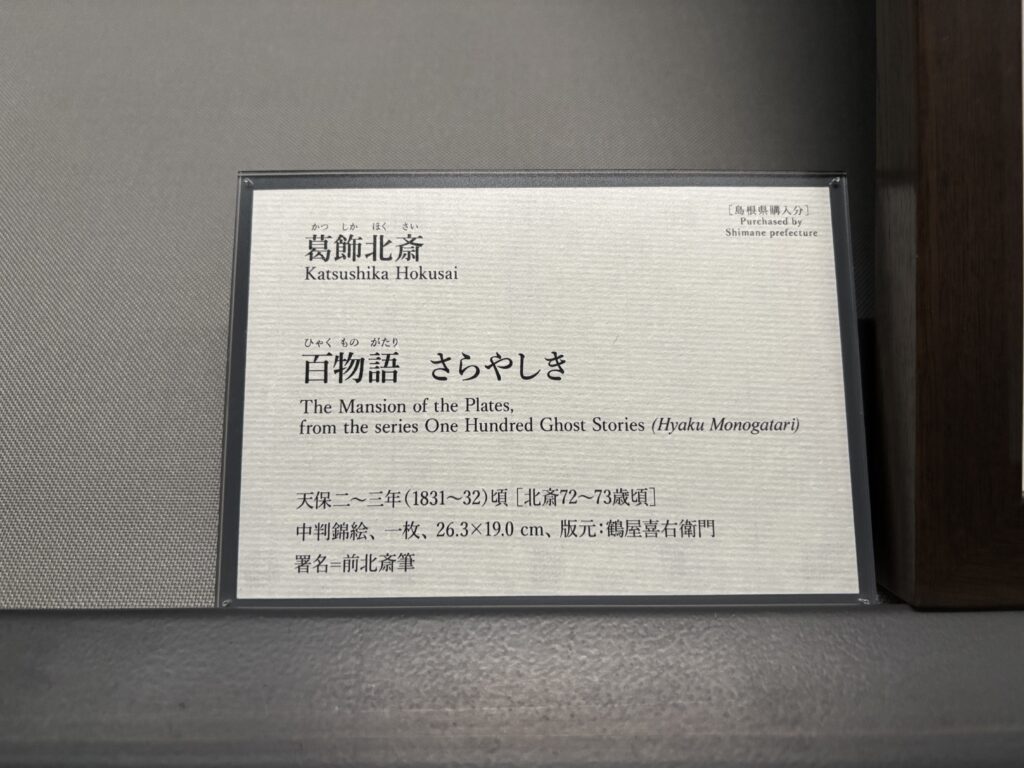 [島根県購入分]
Purchased by
Shimane prefecture
かつ しか ほく さい
葛飾北斎
Katsushika Hokusai
ひゃく もの がたり
百物語 さらやしき
The Mansion of the Plates,
from the series One Hundred Ghost Stories (Hyaku Monogatari)
天保二〜三年(1831〜32)頃 [北斎72〜73歳頃]
中判錦絵、一枚、26.3×19.0 cm、版元:鶴屋喜右衛門
署名=前北斎筆